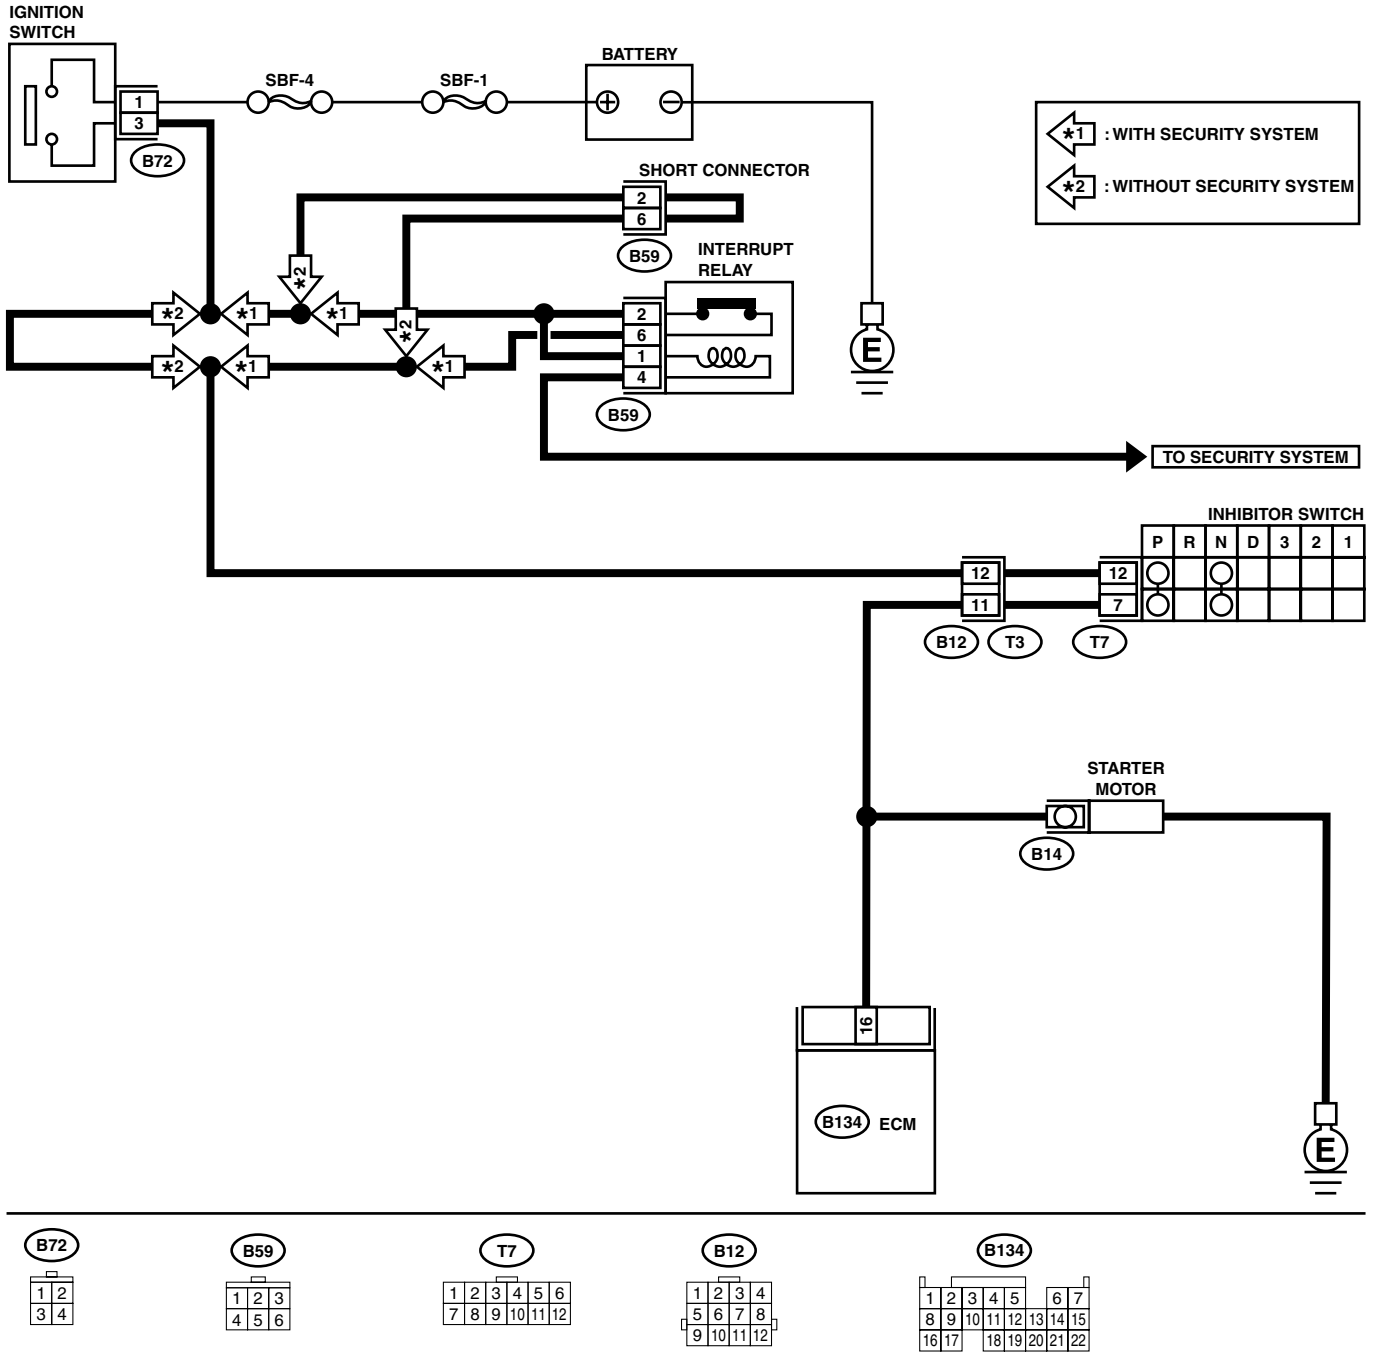 IGNITION
SWITCH
BATTERY
SBF-4
SBF-1
1
3
B72
*1 : WITH SECURITY SYSTEM
*2 : WITHOUT SECURITY SYSTEM
SHORT CONNECTOR
2
6
B59
INTERRUPT
RELAY
*2
*2 *1 *1
*2
*2 *1 *1
2
6
1
4
B59
E
TO SECURITY SYSTEM
INHIBITOR SWITCH
P R N D 3 2 1
12 12
11 7
B12 T3 T7
STARTER
MOTOR
B14
16
B134 ECM
E
B72
1 2
3 4
B59
1 2 3
4 5 6
T7
1 2 3 4 5 6
7 8 9 10 11 12
B12
1 2 3 4
5 6 7 8
9 10 11 12
B134
1 2 3 4 5 6 7
8 9 10 11 12 13 14 15
16 17 18 19 20 21 22